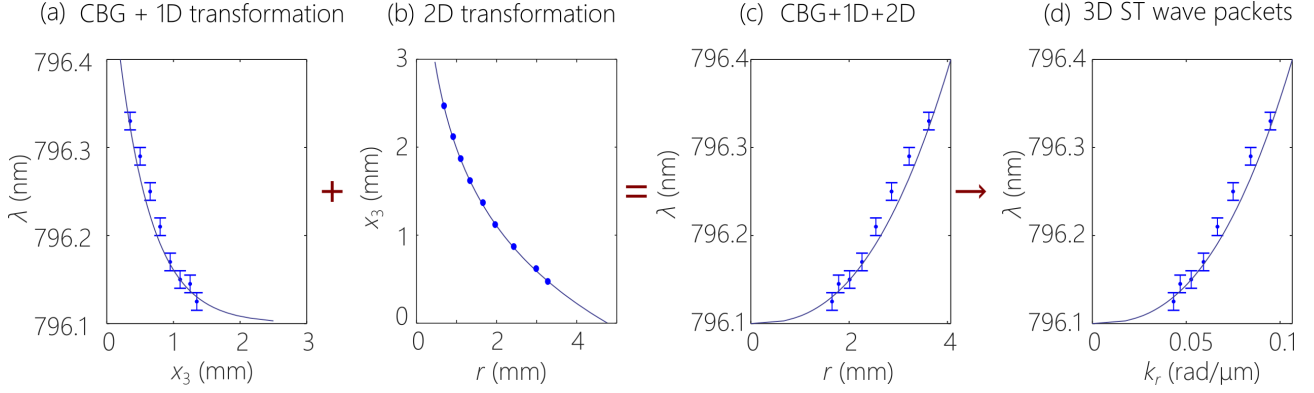 (a) CBG + 1D transformation
796.4
796.3
796.2
796.1
λ (nm)
0 1 2 3
x3 (mm)
+
(b) 2D transformation
3
2
1
0
x3 (mm)
0 2 4
r (mm)
=
(c) CBG+1D+2D
796.4
796.3
796.2
796.1
λ (nm)
0 2 4
r (mm)
→
(d) 3D ST wave packets
796.4
796.3
796.2
796.1
λ (nm)
0 0.05 0.1
kr (rad/µm)